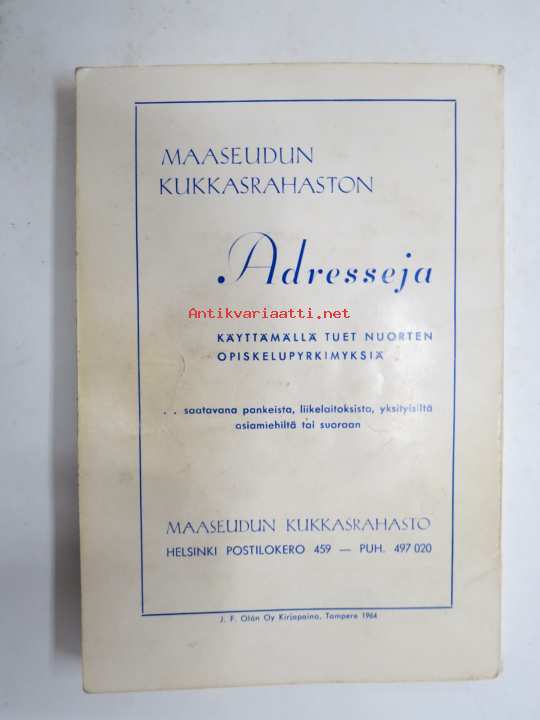 MAASEUDUN
KUKKASRAHASTON
Adresseja
Antikvariaatti.net
KÄYTTÄMÄLLÄ TUET NUORTEN
OPISKELUPYRKIMYKSIÄ
. . saatavana pankeista, liikelaitoksista, yksityisiltä
asiamiehiltä tai suoraan
MAASEUDUN KUKKASRAHASTO
HELSINKI POSTILOKERO 459 — PUH. 497 020
J. F. Olán Oy Kirjapaino, Tampere 1964